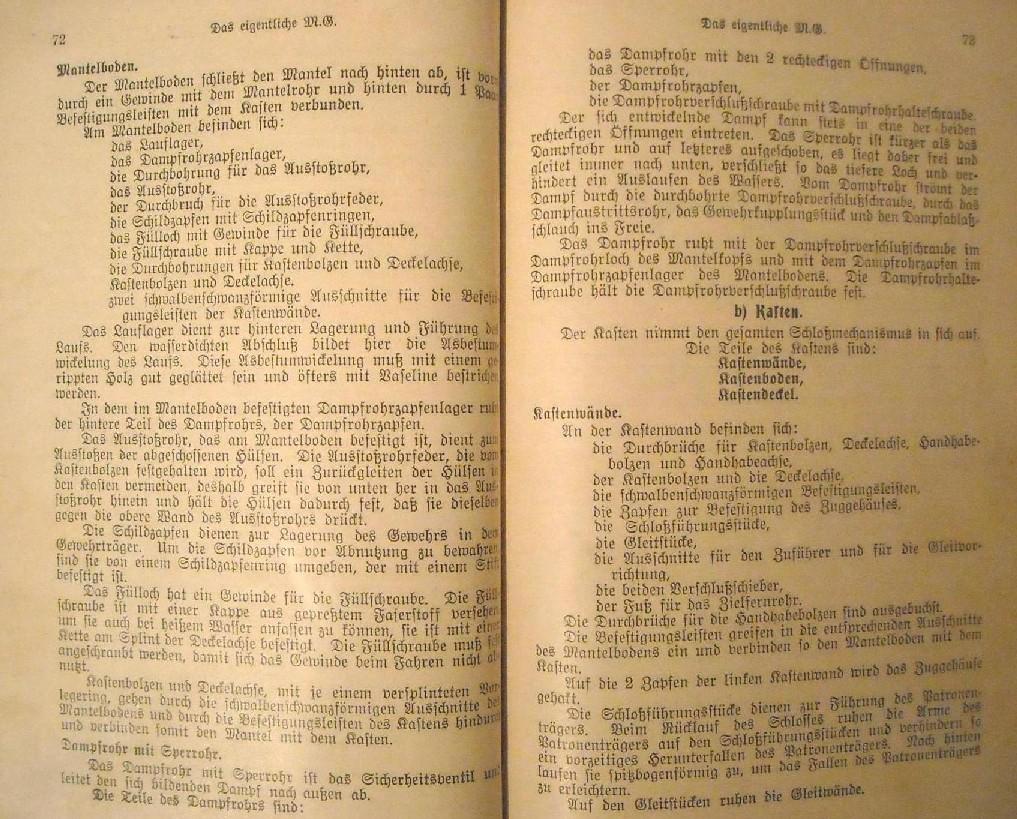 72
Das eigentliche M.G.
Mantelboden.
Der Mantelboden schließt den Mantel nach hinten ab, ist
durch ein Gewinde mit dem Mantelrohr und hinten durch 1
Befestigungsleisten mit dem Kasten verbunden.
Am Mantelboden befinden sich:
das Lauflager,
das Dampfrohrzapfenlager,
die Durchbohrung für das Ausstoßrohr,
das Ausstoßrohr,
der Durchbruch für die Ausstoßrohrfeder,
die Schildzapfen mit Schildzapfenringen,
das Fülloch mit Gewinde für die Füllschraube,
die Füllschraube mit Kappe und Kette,
die Durchbohrungen für Kastenbolzen und Deckelachse,
Kastenbolzen und Deckelachse.
zwei schwalbenschwanzförmige Ausschnitte für die Befesti-
gungsleisten der Kastenwände.
Das Lauflager dient zur hinteren Lagerung und Führung de
Laufs. Den wasserdichten Abschluß bildet hier die Asbestum
wickelung des Laufs. Diese Asbestumwickelung muß mit einem ge
rippten Holz gut geglättet sein und öfters mit Vaseline bestriche
werden.
In dem im Mantelboden befestigten Dampfrohrzapfenlager ruh
der hintere Teil des Dampfrohrs, der Dampfrohrzapfen.
Das Ausstoßrohr, das am Mantelboden befestigt ist, dient zum
Ausstoßen der abgeschossenen Hülsen. Die Ausstoßrohrfeder, die vom
Kastenbolzen festgehalten wird, soll ein Zurückgleiten der Hülsen i
den Kasten vermeiden, deshalb greift sie von unten her in das Aus
stoßrohr hinein und hält die Hülsen dadurch fest, daß sie dieselben
gegen die obere Wand des Ausstoßrohrs drückt.
Die Schildzapfen dienen zur Lagerung des Gewehrs in dem
Gewehrträger. Um die Schildzapfen vor Abnutzung zu bewahren
sind sie von einem Schildzapfenring umgeben, der mit einem Stift
befestigt ist.
Das Fülloch hat ein Gewinde für die Füllschraube. Die Füll
schraube ist mit einer Kappe aus gepreßtem Faserstoff versehen
um sie auch bei heißem Wasser anfassen zu können, sie ist mit einer
Kette am Splint der Deckelachse befestigt. Die Füllschraube muß fest
angeschraubt werden, damit sich das Gewinde beim Fahren nicht ab
nutzt.
Kastenbolzen und Deckelachse, mit je einem versplinteten Vor
legering, gehen durch die schwalbenschwanzförmigen Ausschnitte des
Mantelbodens und durch die Befestigungsleisten des Kastens hindurch
und verbinden somit den Mantel mit dem Kasten.
Dampfrohr mit Sperrohr.
Das Dampfrohr mit Sperrohr ist das Sicherheitsventil un
leitet den sich bildenden Dampf nach außen ab.
Die Teile des Dampfrohrs sind:
Das eigentliche M.G.
73
das Dampfrohr mit den 2 rechteckigen Öffnungen,
das Sperrohr,
der Dampfrohrzapfen,
die Dampfrohrverschlußschraube mit Dampfrohrhalteschraube.
Der sich entwickelnde Dampf kann stets in eine der beiden
rechteckigen Öffnungen eintreten. Das Sperrohr ist kürzer als das
Dampfrohr und auf letzteres aufgeschoben, es liegt daher frei und
gleitet immer nach unten, verschließt so das tiefere Loch und ver-
hindert ein Auslaufen des Wassers. Vom Dampfrohr strömt der
Dampf durch die durchbohrte Dampfrohrverschlußschraube, durch das
Dampfaustrittsrohr, das Gewehrkupplungsstück und den Dampfablaß-
schlauch ins Freie.
Das Dampfrohr ruht mit der Dampfrohrverschlußschraube im
Dampfrohrloch des Mantelkopfs und mit dem Dampfrohrzapfen im
Dampfrohrzapfenlager des Mantelbodens. Die Dampfrohrhalte-
schraube hält die Dampfrohrverschlußschraube fest.
b) Kasten.
Der Kasten nimmt den gesamten Schloßmechanismus in sich auf.
Die Teile des Kastens sind:
Kastenwände,
Kastenboden,
Kastendeckel.
Kastenwände.
An der Kastenwand befinden sich:
die Durchbrüche für Kastenbolzen, Deckelachse, Handhabe-
bolzen und Handhabeachse,
der Kastenbolzen und die Deckelachse,
die schwalbenschwanzförmigen Befestigungsleisten,
die Zapfen zur Befestigung des Zuggehäuses,
die Schloßführungsstücke,
die Gleitstücke,
die Ausschnitte für den Zuführer und für die Gleitvor-
richtung,
die beiden Verschlußschieber,
der Fuß für das Zielfernrohr.
Die Durchbrüche für die Handhabebolzen sind ausgebuchst.
Die Befestigungsleisten greifen in die entsprechenden Ausschnitte
des Mantelbodens ein und verbinden so den Mantelboden mit dem
Kasten.
Auf die 2 Zapfen der linken Kastenwand wird das Zuggehäuse
gehakt.
Die Schloßführungsstücke dienen zur Führung des Patronen-
trägers. Beim Rücklauf des Schlosses ruhen die Arme des
Patronenträgers auf den Schloßführungsstücken und verhindern so
ein vorzeitiges Herunterfallen des Patronenträgers. Nach hinten
laufen sie spitzbogenförmig zu, um das Fallen des Patronenträgers
zu erleichtern.
Auf den Gleitstücken ruhen die Gleitwände.